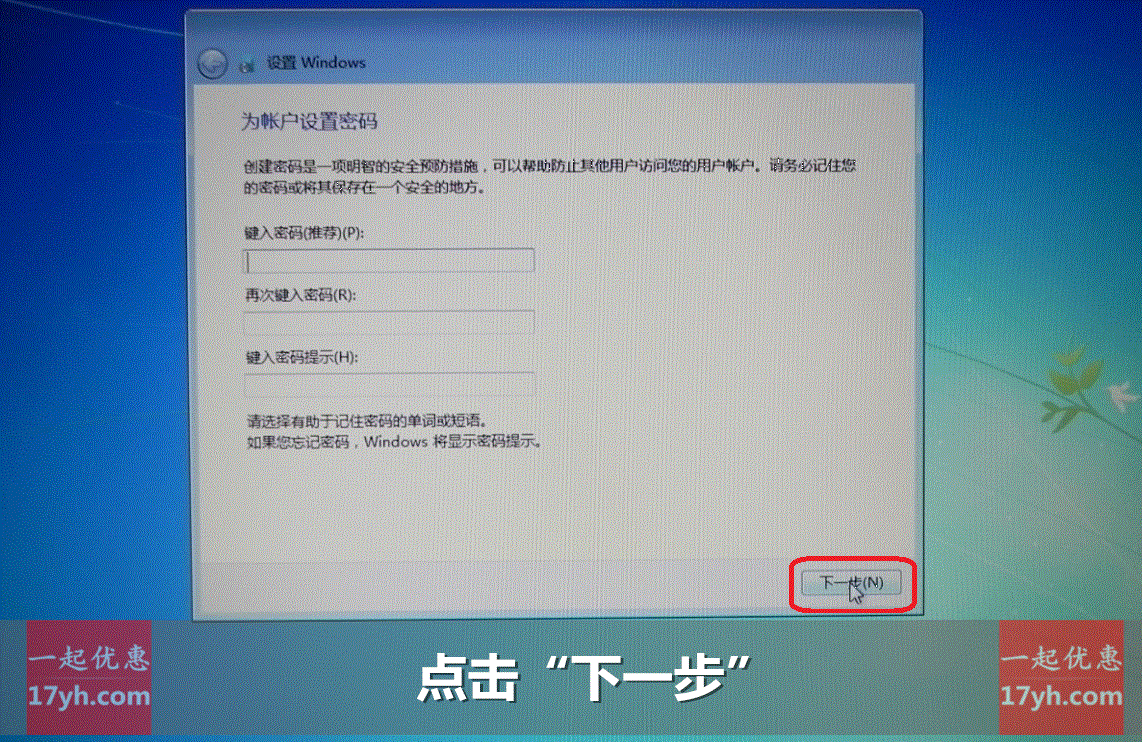 设置 Windows
为帐户设置密码
创建密码是一项明智的安全预防措施，可以帮助防止其他用户访问您的用户帐户。请务必记住您
的密码或将其保存在一个安全的地方。
键入密码(推荐)(P):
再次键入密码(R):
键入密码提示(H):
请选择有助于记住密码的单词或短语。
如果您忘记密码，Windows 将显示密码提示。
下一步(N)
一起优惠
17yh.com
点击“下一步”
一起优惠
17yh.com